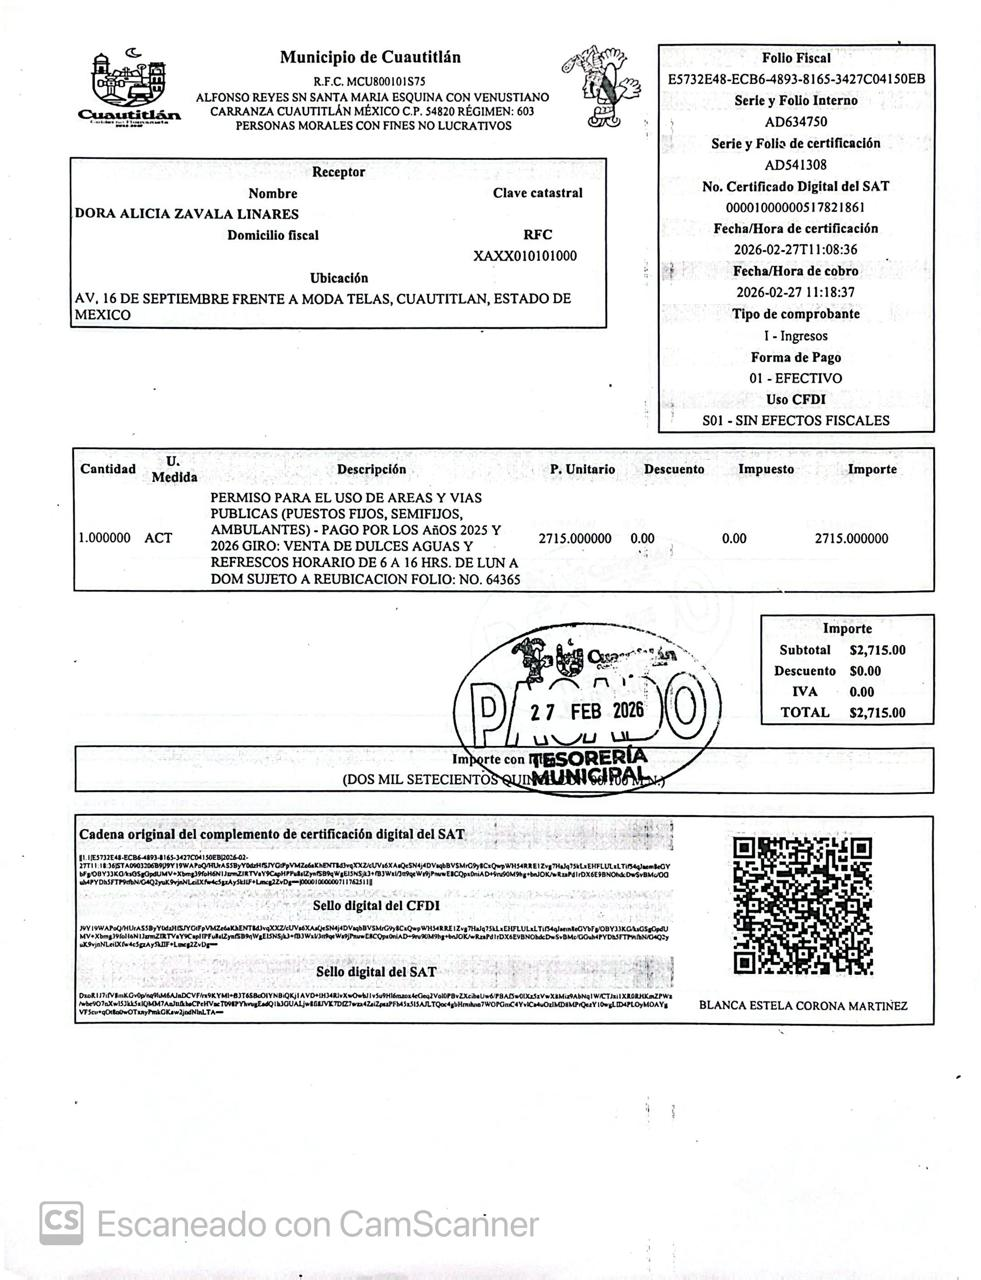 Municipio de Cuautitlán
R.F.C. MCU800101S75
ALFONSO REYES SN SANTA MARIA ESQUINA CON VENUSTIANO
CARRANZA CUAUTITLÁN MÉXICO C.P. 54820 RÉGIMEN: 603
PERSONAS MORALES CON FINES NO LUCRATIVOS
Cuautitlán
Folio Fiscal
E5732E48-ECB6-4893-8165-3427C04150EB
Serie y Folio Interno
AD634750
Serie y Folio de certificación
AD541308
No. Certificado Digital del SAT
00001000000517821861
Fecha/Hora de certificación
2026-02-27T11:08:36
Fecha/Hora de cobro
2026-02-27 11:18:37
Tipo de comprobante
I - Ingresos
Forma de Pago
01 - EFECTIVO
Uso CFDI
S01 - SIN EFECTOS FISCALES
Receptor
Nombre Clave catastral
DORA ALICIA ZAVALA LINARES
Domicilio fiscal RFC
XAXX010101000
Ubicación
AV, 16 DE SEPTIEMBRE FRENTE A MODA TELAS, CUAUTITLAN, ESTADO DE
MEXICO
Cantidad U. Medida Descripción P. Unitario Descuento Impuesto Importe
PERMISO PARA EL USO DE AREAS Y VIAS
PUBLICAS (PUESTOS FIJOS, SEMIFIJOS,
AMBULANTES) - PAGO POR LOS AñOS 2025 Y
1.000000 ACT 2026 GIRO: VENTA DE DULCES AGUAS Y 2715.000000 0.00 0.00 2715.000000
REFRESCOS HORARIO DE 6 A 16 HRS. DE LUN A
DOM SUJETO A REUBICACION FOLIO: NO. 64365
Importe
Subtotal $2,715.00
Descuento $0.00
IVA 0.00
TOTAL $2,715.00
Cuautitlán
PAGADO
27 FEB 2026
TESORERÍA
MUNICIPAL
Importe con
(DOS MIL SETECIENTOS QUINCE CON 00/100 M.N.)
Cadena original del complemento de certificación digital del SAT
Sello digital del CFDI
Sello digital del SAT
BLANCA ESTELA CORONA MARTINEZ
CS Escaneado con CamScanner